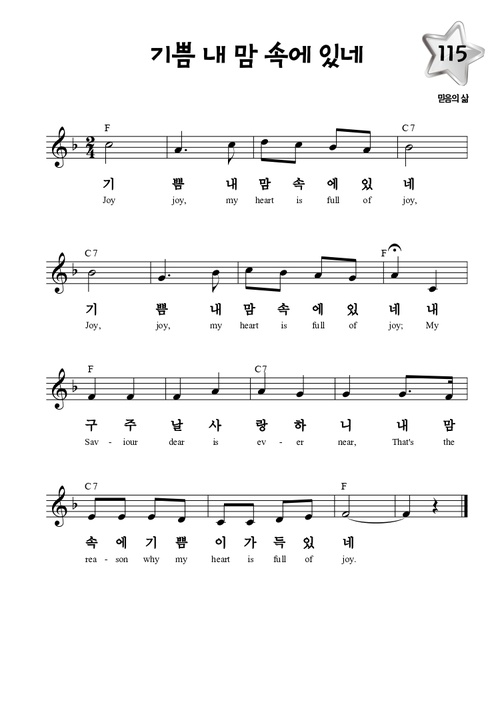 기쁨 내 맘 속에 있네
115
믿음의 삶
F C7
기 쁨 내 맘 속 에 있 네
Joy joy, my heart is full of joy,
C7 F
기 쁨 내 맘 속 에 있 네 내
Joy, joy, my heart is full of joy; My
F C7
구 주 날 사 랑 하 니 내 맘
Sav - iour dear is ev - er near, That's the
C7 F
속 에 기 쁨 이 가 득 있 네
rea - son why my heart is full of joy.